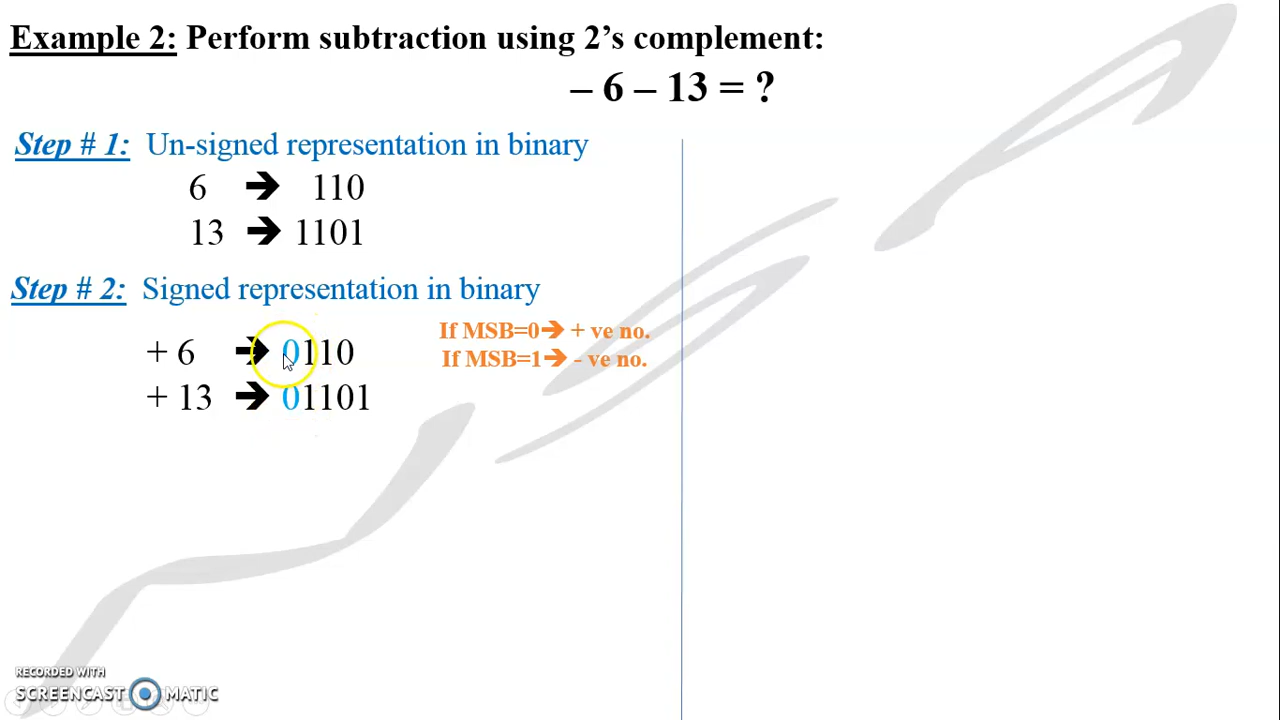 Example 2: Perform subtraction using 2’s complement:
– 6 – 13 = ?
Step # 1: Un-signed representation in binary
6 ➔ 110
13 ➔ 1101
Step # 2: Signed representation in binary
+ 6 ➔ 0110
+ 13 ➔ 01101
If MSB=0➔ + ve no.
If MSB=1➔ - ve no.
RECORDED WITH
SCREENCAST MATIC